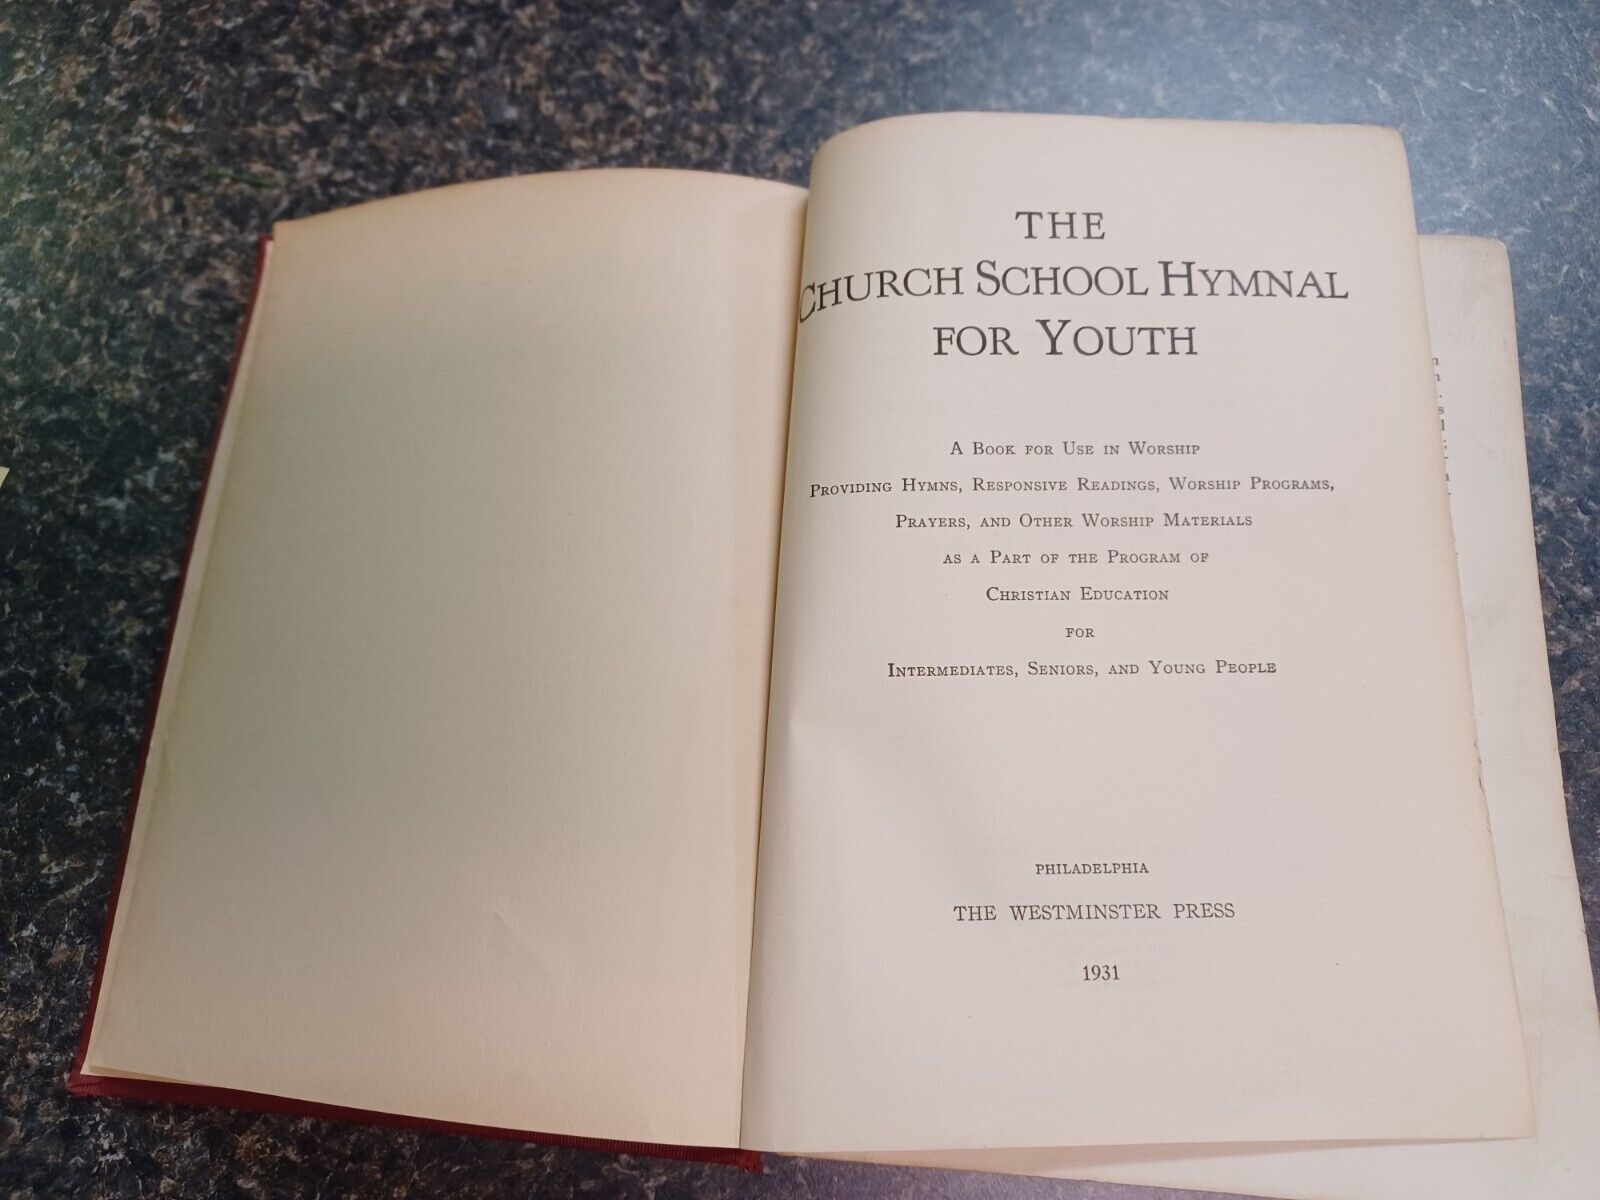 THE
CHURCH SCHOOL HYMNAL
FOR YOUTH
A BOOK FOR USE IN WORSHIP
PROVIDING HYMNS, RESPONSIVE READINGS, WORSHIP PROGRAMS,
PRAYERS, AND OTHER WORSHIP MATERIALS
AS A PART OF THE PROGRAM OF
CHRISTIAN EDUCATION
FOR
INTERMEDIATES, SENIORS, AND YOUNG PEOPLE
PHILADELPHIA
THE WESTMINSTER PRESS
1931